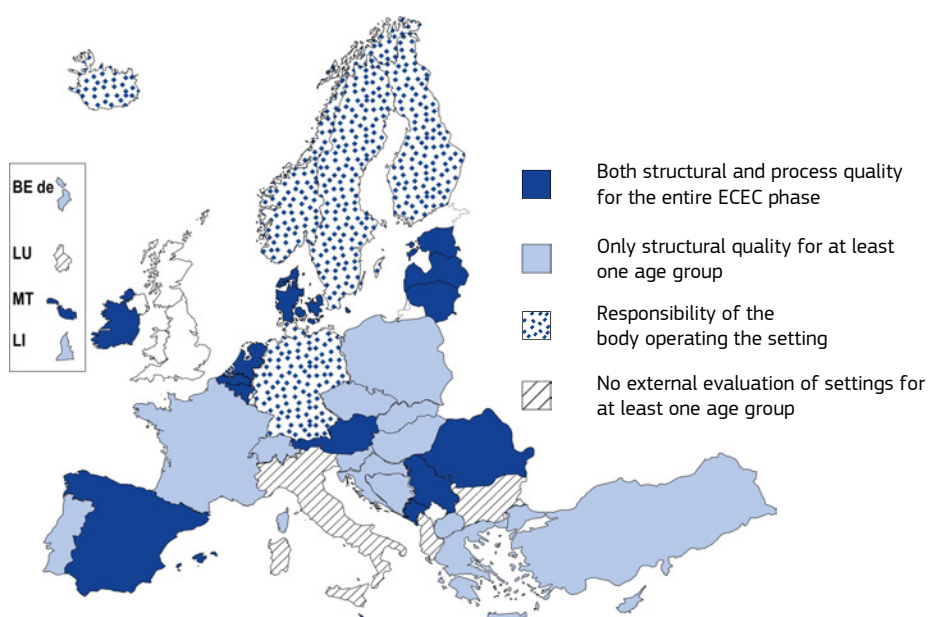 BE de
LU
MT
LI
Both structural and process quality
for the entire ECEC phase
Only structural quality for at least
one age group
Responsibility of the
body operating the setting
No external evaluation of settings for
at least one age group